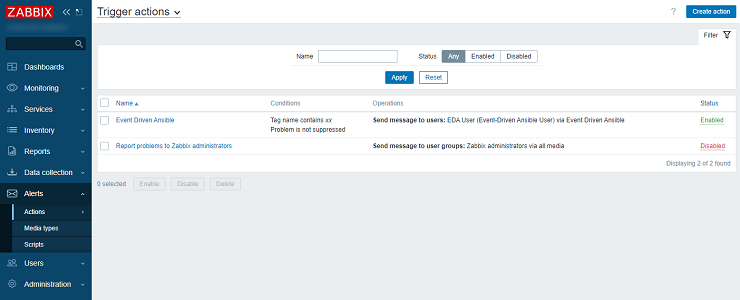 ZABBIX
Trigger actions
?
Create action
Filter
Name
Status Any Enabled Disabled
Apply Reset
Dashboards
Monitoring
Services
Inventory
Reports
Data collection
Alerts
Actions
Media types
Scripts
Users
Administration
Name Conditions Operations Status
Event Driven Ansible Tag name contains xx Send message to users: EDA User (Event-Driven Ansible User) via Event Driven Ansible Enabled
Problem is not suppressed
Report problems to Zabbix administrators Send message to user groups: Zabbix administrators via all media Disabled
Displaying 2 of 2 found
0 selected Enable Disable Delete